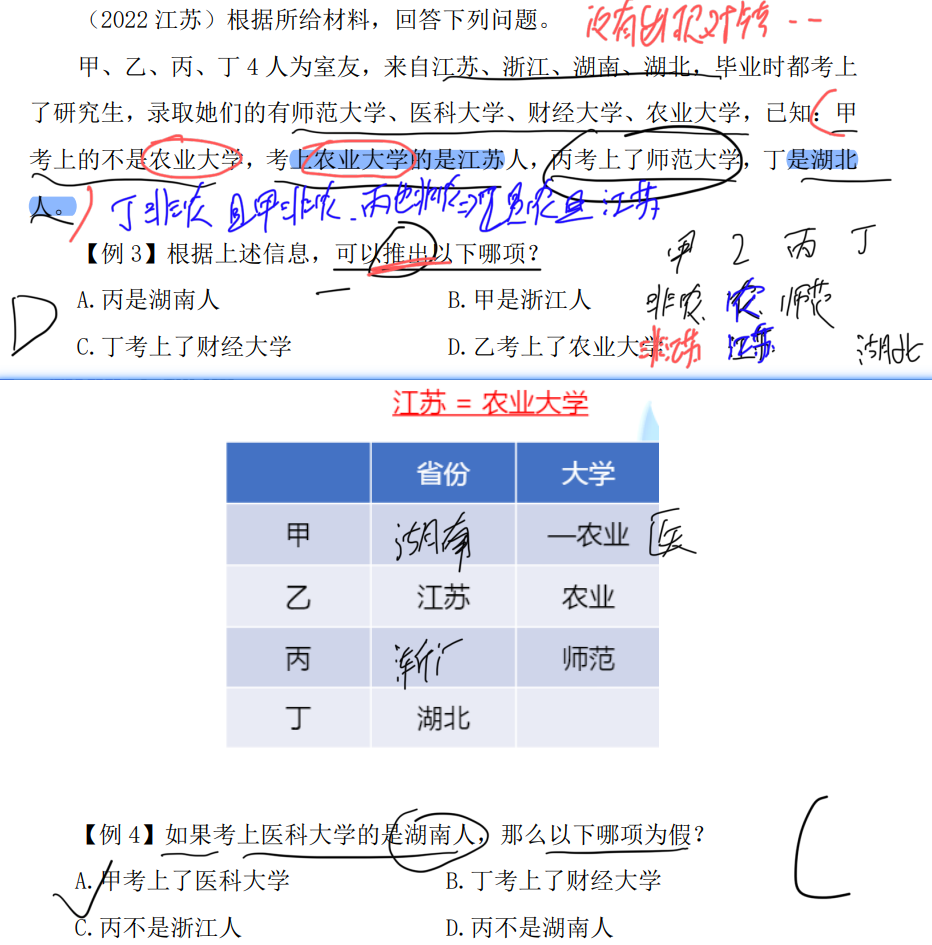 （2022 江苏）根据所给材料，回答下列问题。 没有出现对错
甲、乙、丙、丁 4 人为室友，来自江苏、浙江、湖南、湖北，毕业时都考上
了研究生，录取她们的有师范大学、医科大学、财经大学、农业大学，已知：甲
考上的不是农业大学，考上农业大学的是江苏人，丙考上了师范大学，丁是湖北
人。
丁非农 且甲非农、丙也非农 江苏
【例 3】根据上述信息，可以推出以下哪项？
甲 乙 丙 丁
A.丙是湖南人 B.甲是浙江人
非农 农 师范
D
C.丁考上了财经大学 D.乙考上了农业大学
非江苏 江苏 湖北
江苏 = 农业大学
省份 大学
甲 湖南 —农业 医
乙 江苏 农业
丙 浙江 师范
丁 湖北
【例 4】如果考上医科大学的是湖南人，那么以下哪项为假？
C
A.甲考上了医科大学 B.丁考上了财经大学
C.丙不是浙江人 D.丙不是湖南人